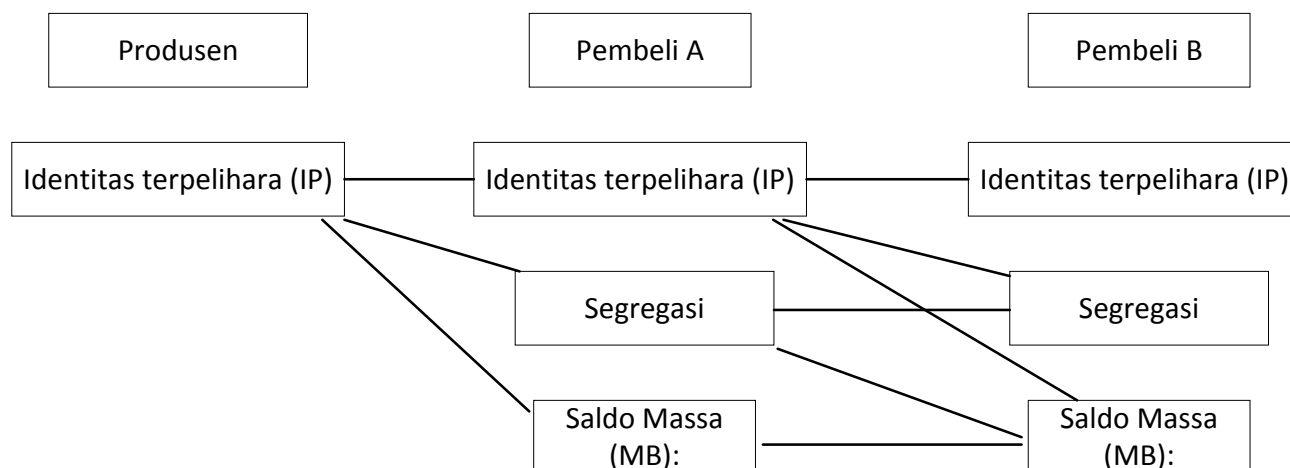 Produsen
Pembeli A
Pembeli B
Identitas terpelihara (IP)
Identitas terpelihara (IP)
Identitas terpelihara (IP)
Segregasi
Segregasi
Saldo Massa
(MB):
Saldo Massa
(MB):